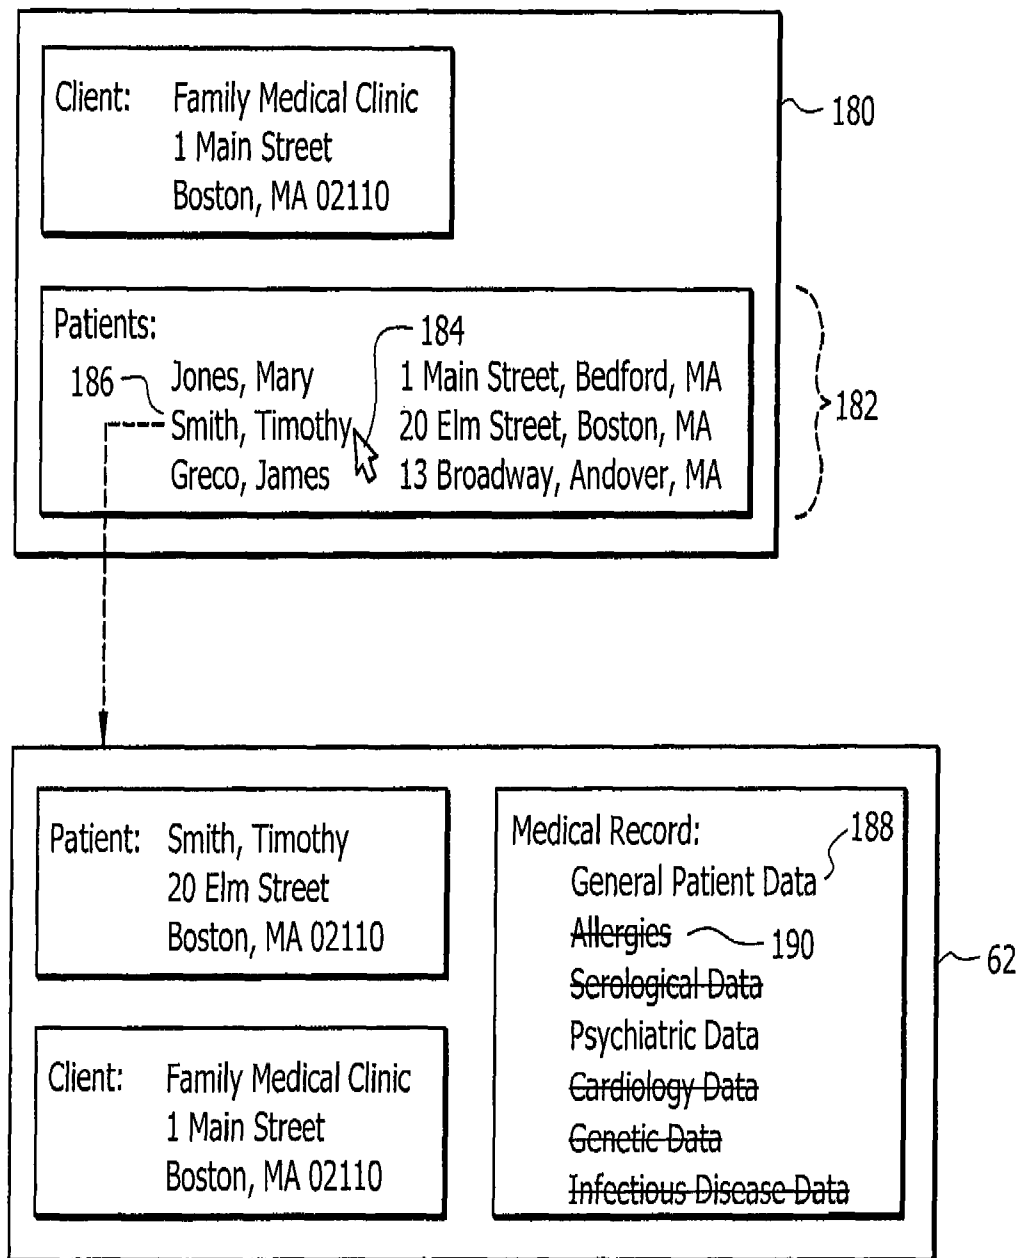 Client: Family Medical Clinic
1 Main Street
Boston, MA 02110
180
Patients:
184
186 Jones, Mary 1 Main Street, Bedford, MA
Smith, Timothy 20 Elm Street, Boston, MA
182
Greco, James 13 Broadway, Andover, MA
Patient: Smith, Timothy
20 Elm Street
Boston, MA 02110
Client: Family Medical Clinic
1 Main Street
Boston, MA 02110
Medical Record:
188
General Patient Data
Allergies 190
Serological Data
Psychiatric Data
Cardiology Data
Genetic Data
Infectious Disease Data
62